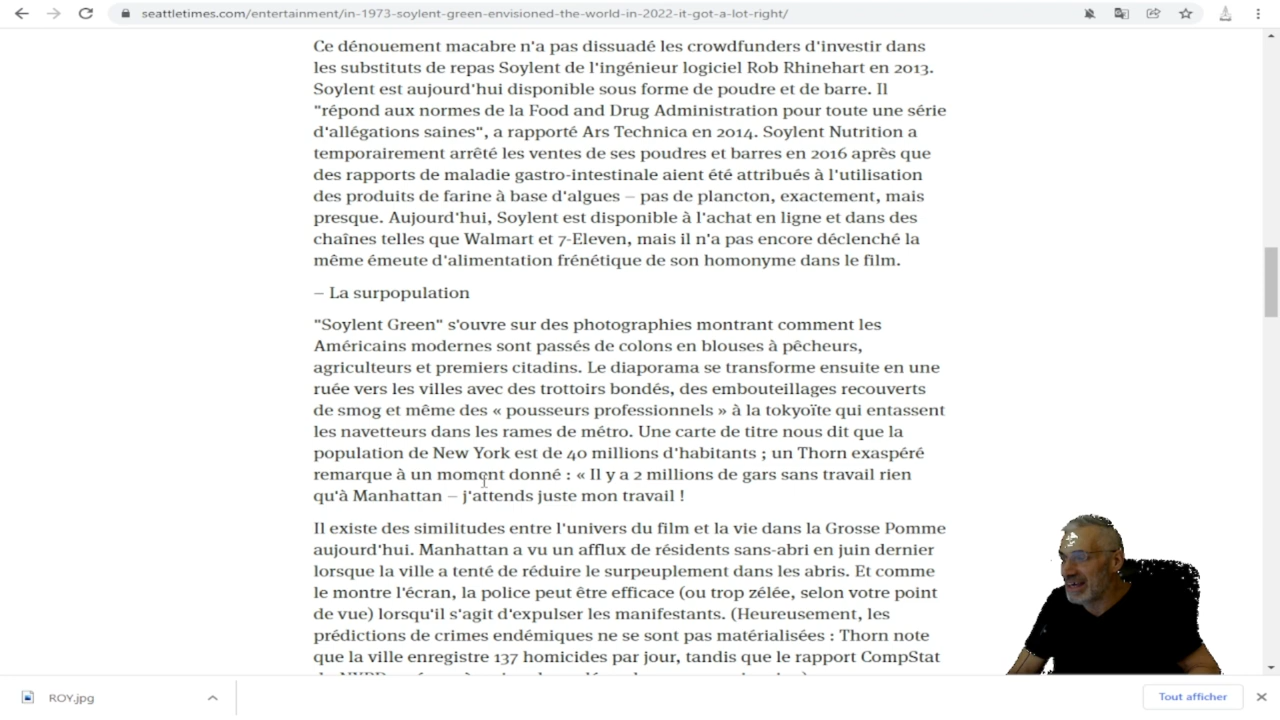 seattletimes.com/entertainment/in-1973-soylent-green-envisioned-the-world-in-2022-it-got-a-lot-right/
Ce dénouement macabre n'a pas dissuadé les crowdfunders d'investir dans
les substituts de repas Soylent de l'ingénieur logiciel Rob Rhinehart en 2013.
Soylent est aujourd'hui disponible sous forme de poudre et de barre. Il
"répond aux normes de la Food and Drug Administration pour toute une série
d'allégations saines", a rapporté Ars Technica en 2014. Soylent Nutrition a
temporairement arrêté les ventes de ses poudres et barres en 2016 après que
des rapports de maladie gastro-intestinale aient été attribués à l'utilisation
des produits de farine à base d'algues – pas de plancton, exactement, mais
presque. Aujourd'hui, Soylent est disponible à l'achat en ligne et dans des
chaînes telles que Walmart et 7-Eleven, mais il n'a pas encore déclenché la
même émeute d'alimentation frénétique de son homonyme dans le film.
– La surpopulation
"Soylent Green" s'ouvre sur des photographies montrant comment les
Américains modernes sont passés de colons en blouses à pêcheurs,
agriculteurs et premiers citadins. Le diaporama se transforme ensuite en une
ruée vers les villes avec des trottoirs bondés, des embouteillages recouverts
de smog et même des « pousseurs professionnels » à la tokyoïte qui entassent
les navetteurs dans les rames de métro. Une carte de titre nous dit que la
population de New York est de 40 millions d'habitants ; un Thorn exaspéré
remarque à un moment donné : « Il y a 2 millions de gars sans travail rien
qu'à Manhattan – j'attends juste mon travail !
Il existe des similitudes entre l'univers du film et la vie dans la Grosse Pomme
aujourd'hui. Manhattan a vu un afflux de résidents sans-abri en juin dernier
lorsque la ville a tenté de réduire le surpeuplement dans les abris. Et comme
le montre l'écran, la police peut être efficace (ou trop zélée, selon votre point
de vue) lorsqu'il s'agit d'expulser les manifestants. (Heureusement, les
prédictions de crimes endémiques ne se sont pas matérialisées : Thorn note
que la ville enregistre 137 homicides par jour, tandis que le rapport CompStat
ROY.jpg
Tout afficher